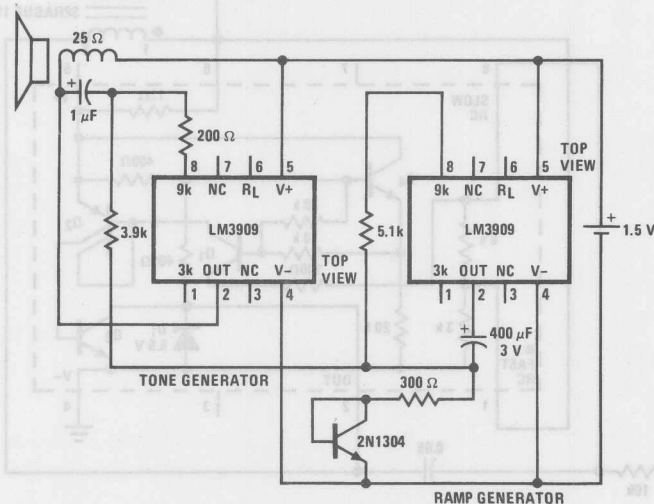 25 Ω
+
1 µF
200 Ω
8 7 6 5
9k NC RL V+
LM3909
3k OUT NC V−
1 2 3 4
TOP
VIEW
3.9k
TONE GENERATOR
5.1k
8 7 6 5
9k NC RL V+
LM3909
3k OUT NC V−
1 2 3 4
TOP
VIEW
+
1.5 V
+
400 µF
3 V
300 Ω
2N1304
RAMP GENERATOR